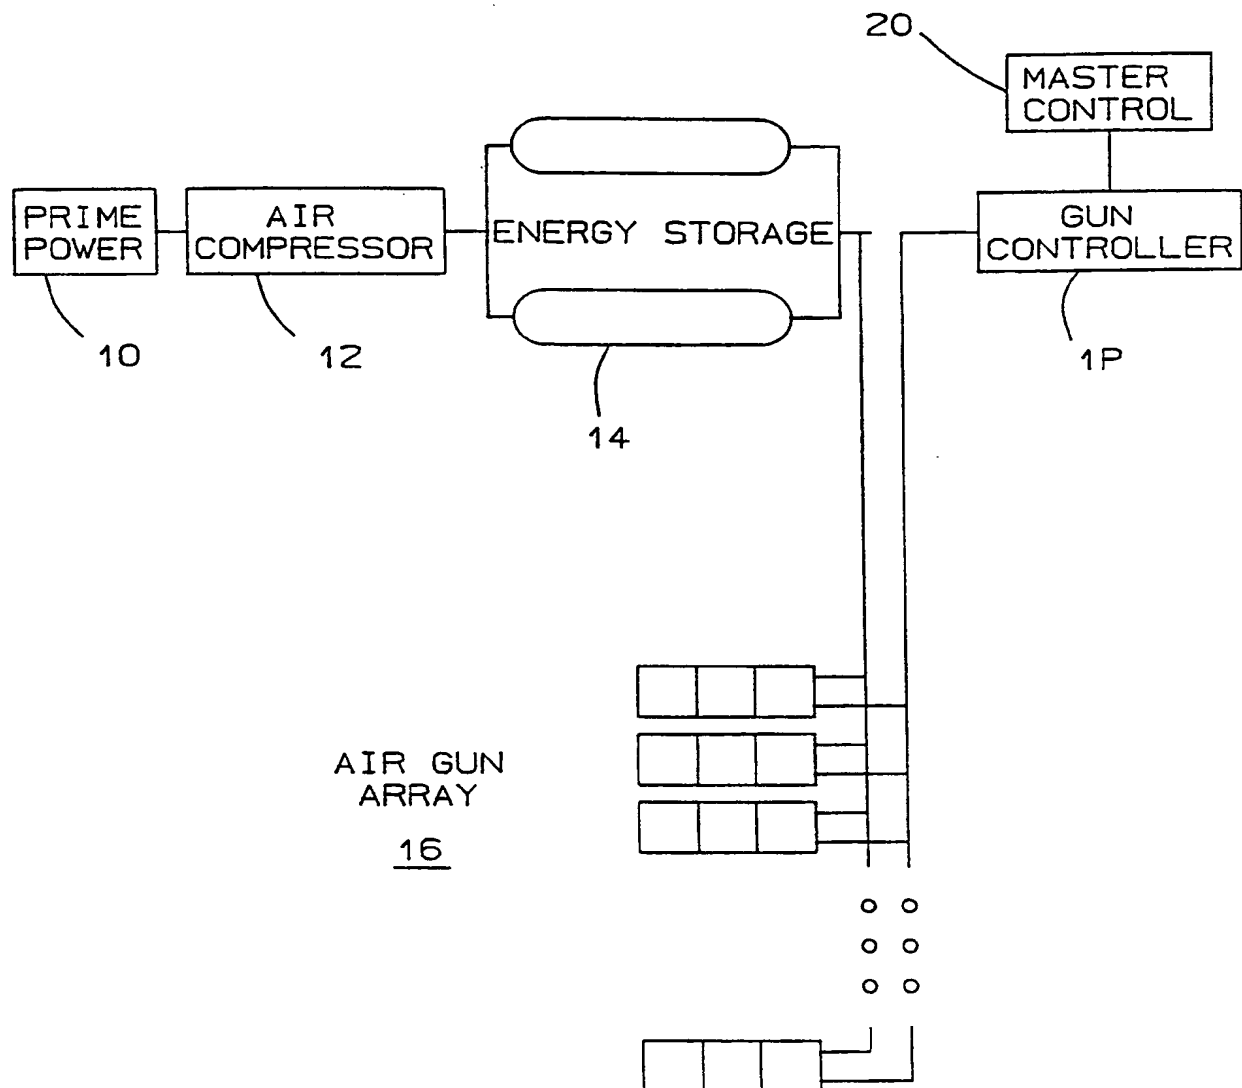 20
MASTER
CONTROL
PRIME
POWER
AIR
COMPRESSOR
ENERGY STORAGE
GUN
CONTROLLER
10
12
14
1P
AIR GUN
ARRAY
16